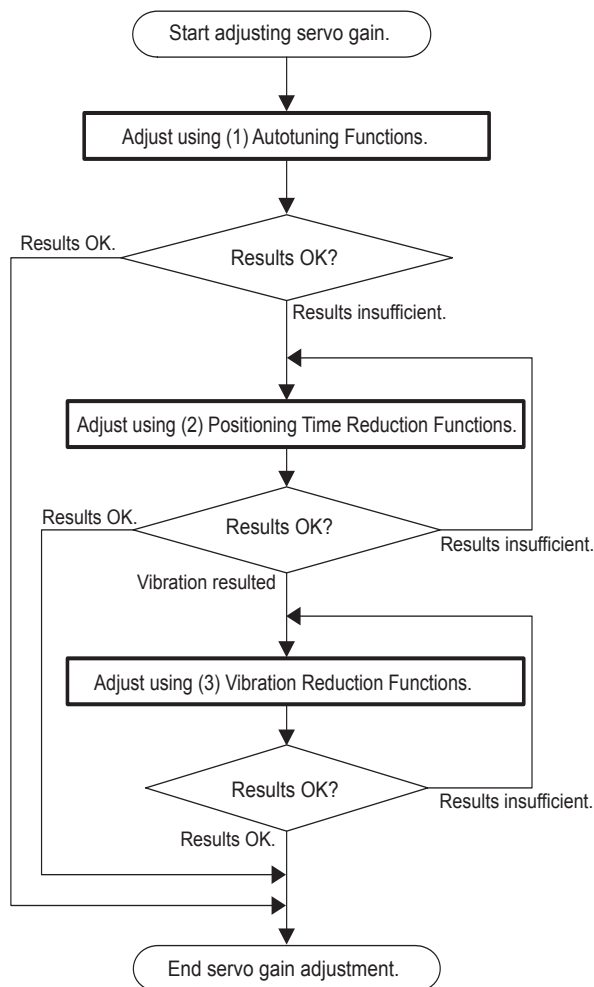 Start adjusting servo gain.
Adjust using (1) Autotuning Functions.
Results OK.
Results OK?
Results insufficient.
Adjust using (2) Positioning Time Reduction Functions.
Results OK.
Results OK?
Results insufficient.
Vibration resulted
Adjust using (3) Vibration Reduction Functions.
Results OK?
Results insufficient.
Results OK.
End servo gain adjustment.